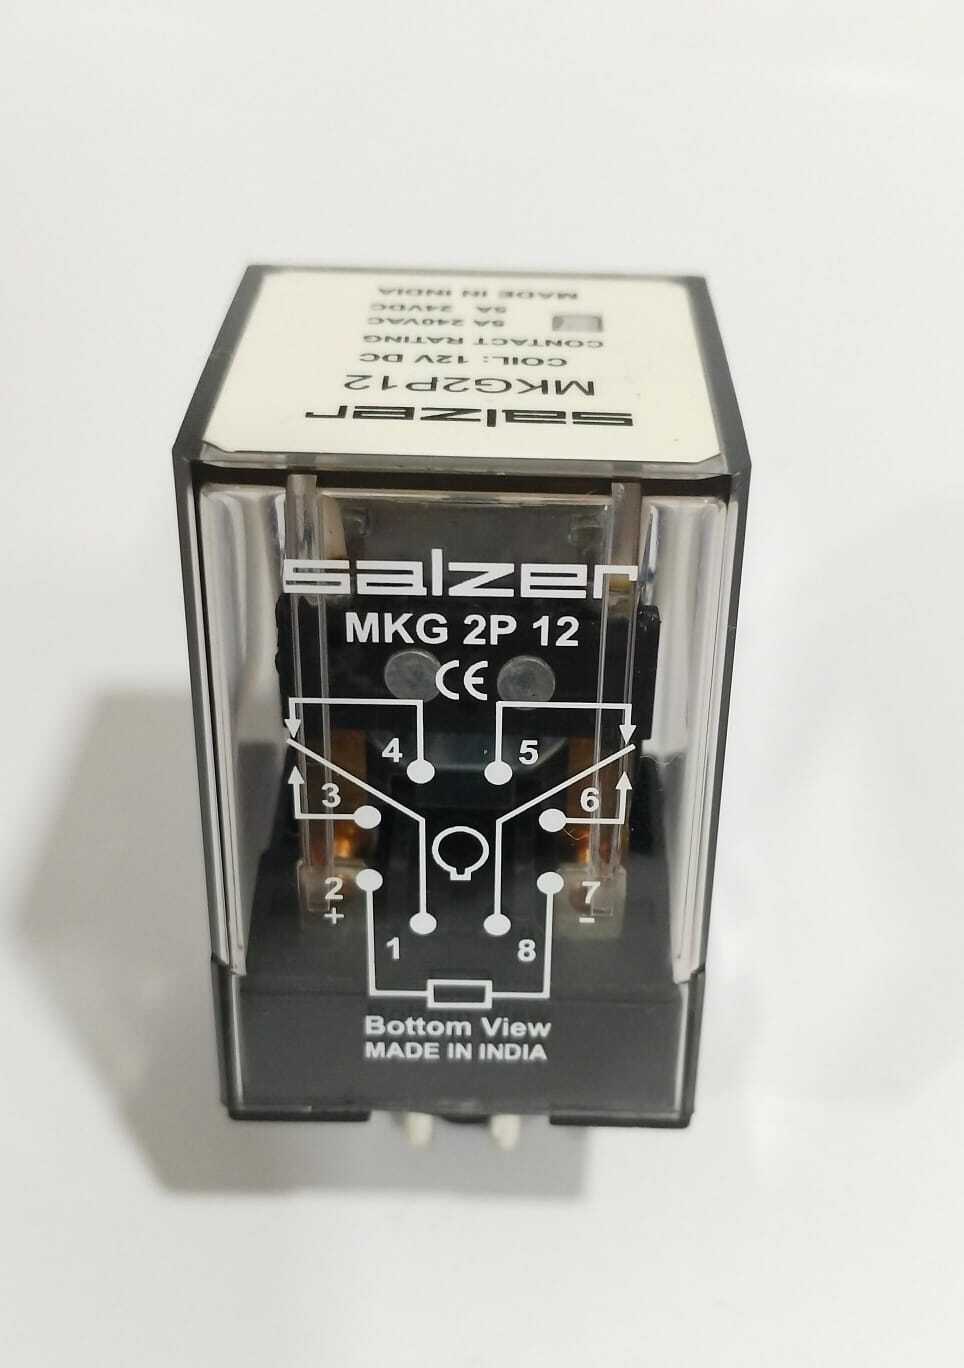 salzer
MKG2P12
COIL: 12V DC
CONTACT RATING
5A 240VAC
5A 24VDC
MADE IN INDIA
salzer
MKG 2P 12
CE
4 5
3 6
2 7
+ -
1 8
Bottom View
MADE IN INDIA